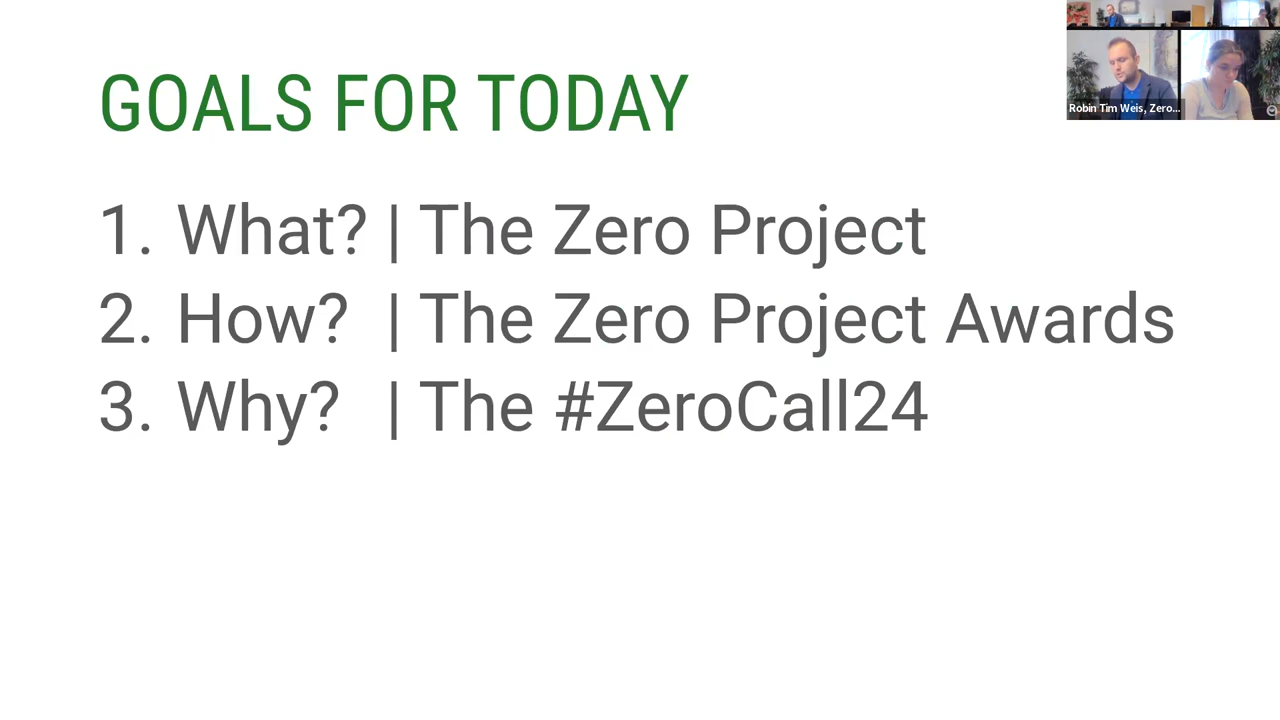 GOALS FOR TODAY
1. What? | The Zero Project
2. How? | The Zero Project Awards
3. Why? | The #ZeroCall24
Robin Tim Weis, Zero...